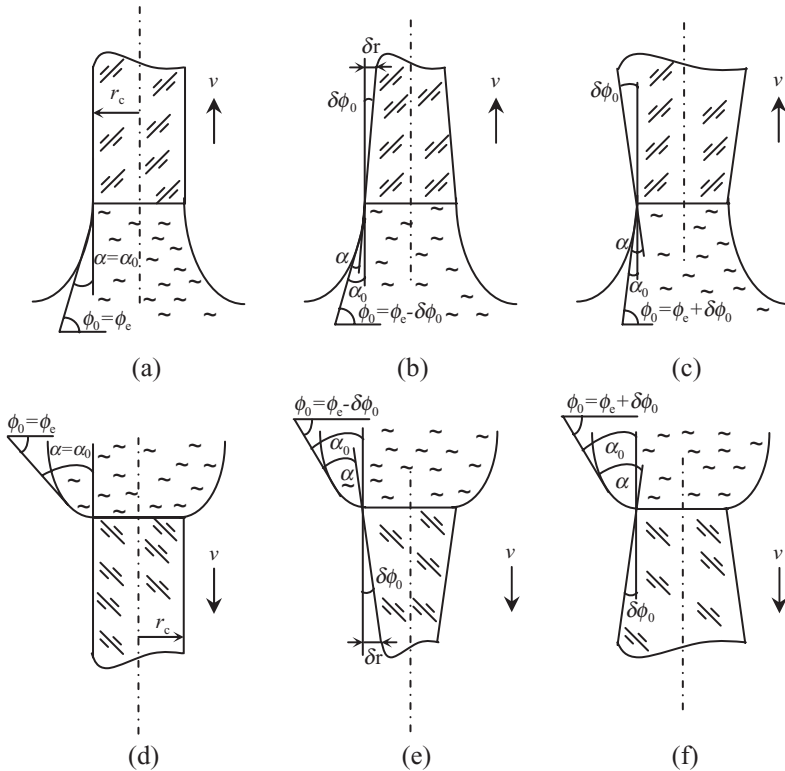 δr
v
r_c
δϕ_0
v
δϕ_0
v
α=α_0
α
α_0
α
α_0
ϕ_0=ϕ_e
ϕ_0=ϕ_e-δϕ_0
ϕ_0=ϕ_e+δϕ_0
(a)
(b)
(c)
ϕ_0=ϕ_e
ϕ_0=ϕ_e-δϕ_0
ϕ_0=ϕ_e+δϕ_0
α=α_0
α_0
α
α_0
α
v
v
v
r_c
δϕ_0
δϕ_0
δr
(d)
(e)
(f)